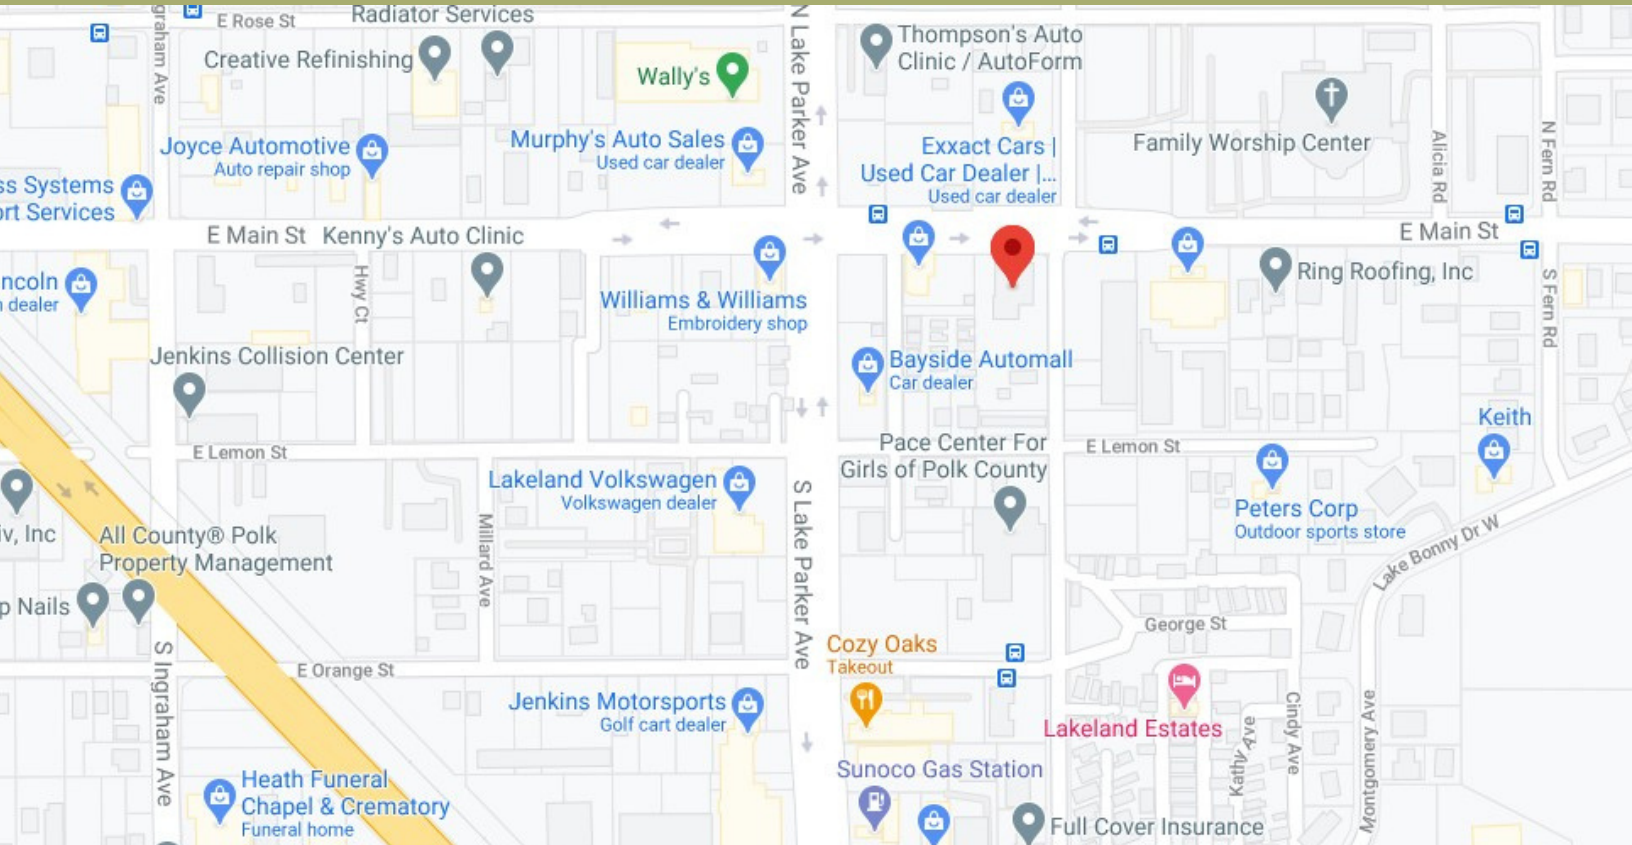 E Rose St
Radiator Services
Creative Refinishing
Wally's
N Lake Parker Ave
Thompson's Auto
Clinic / AutoForm
Family Worship Center
Alicia Rd
N Fern Rd
Joyce Automotive
Auto repair shop
Murphy's Auto Sales
Used car dealer
Exxact Cars |
Used Car Dealer |...
Used car dealer
ss Systems
ort Services
E Main St
Kenny's Auto Clinic
E Main St
ncoln
dealer
Hwy Ct
Williams & Williams
Embroidery shop
Ring Roofing, Inc
S Fern Rd
Jenkins Collision Center
Bayside Automall
Car dealer
Keith
E Lemon St
Pace Center For
Girls of Polk County
E Lemon St
Lakeland Volkswagen
Volkswagen dealer
S Lake Parker Ave
Peters Corp
Outdoor sports store
iv, Inc
All County® Polk
Property Management
Millard Ave
Lake Bonny Dr W
p Nails
George St
S Ingraham Ave
E Orange St
Cozy Oaks
Takeout
Jenkins Motorsports
Golf cart dealer
Lakeland Estates
Kathy Ave
Cindy Ave
Montgomery Ave
Heath Funeral
Chapel & Crematory
Funeral home
Sunoco Gas Station
Full Cover Insurance
graham Ave